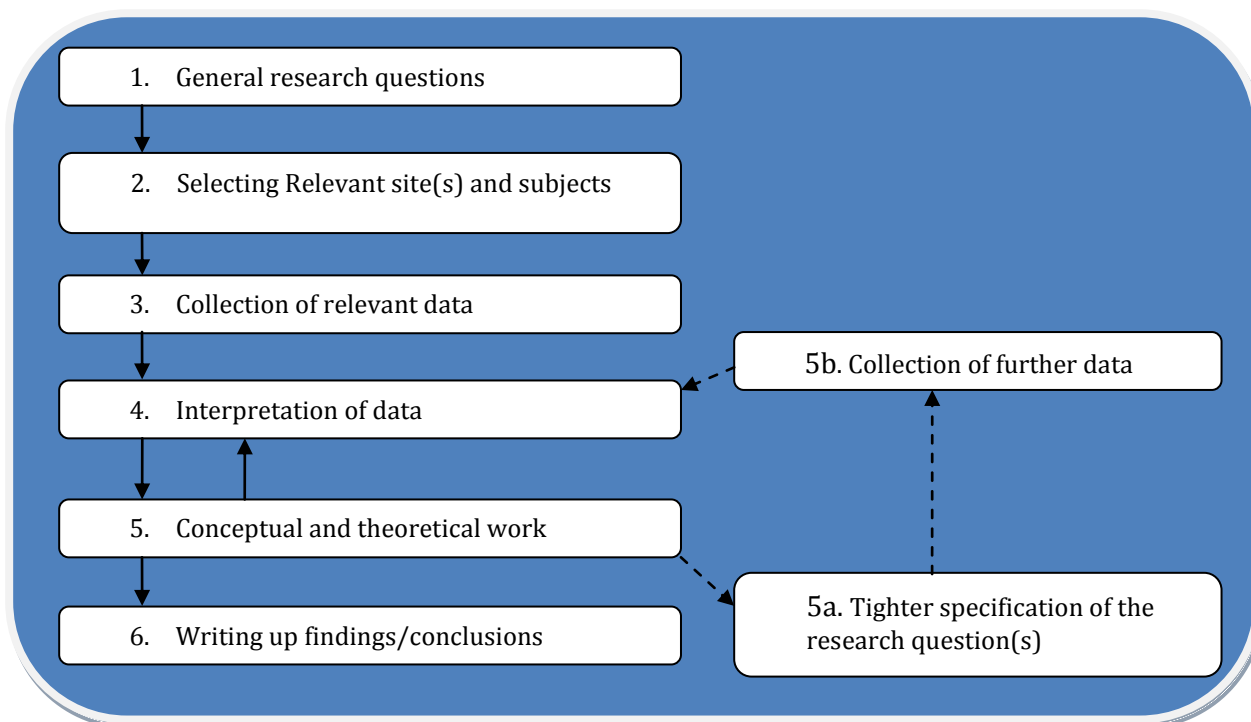 1. General research questions
2. Selecting Relevant site(s) and subjects
3. Collection of relevant data
4. Interpretation of data
5. Conceptual and theoretical work
6. Writing up findings/conclusions
5b. Collection of further data
5a. Tighter specification of the
research question(s)